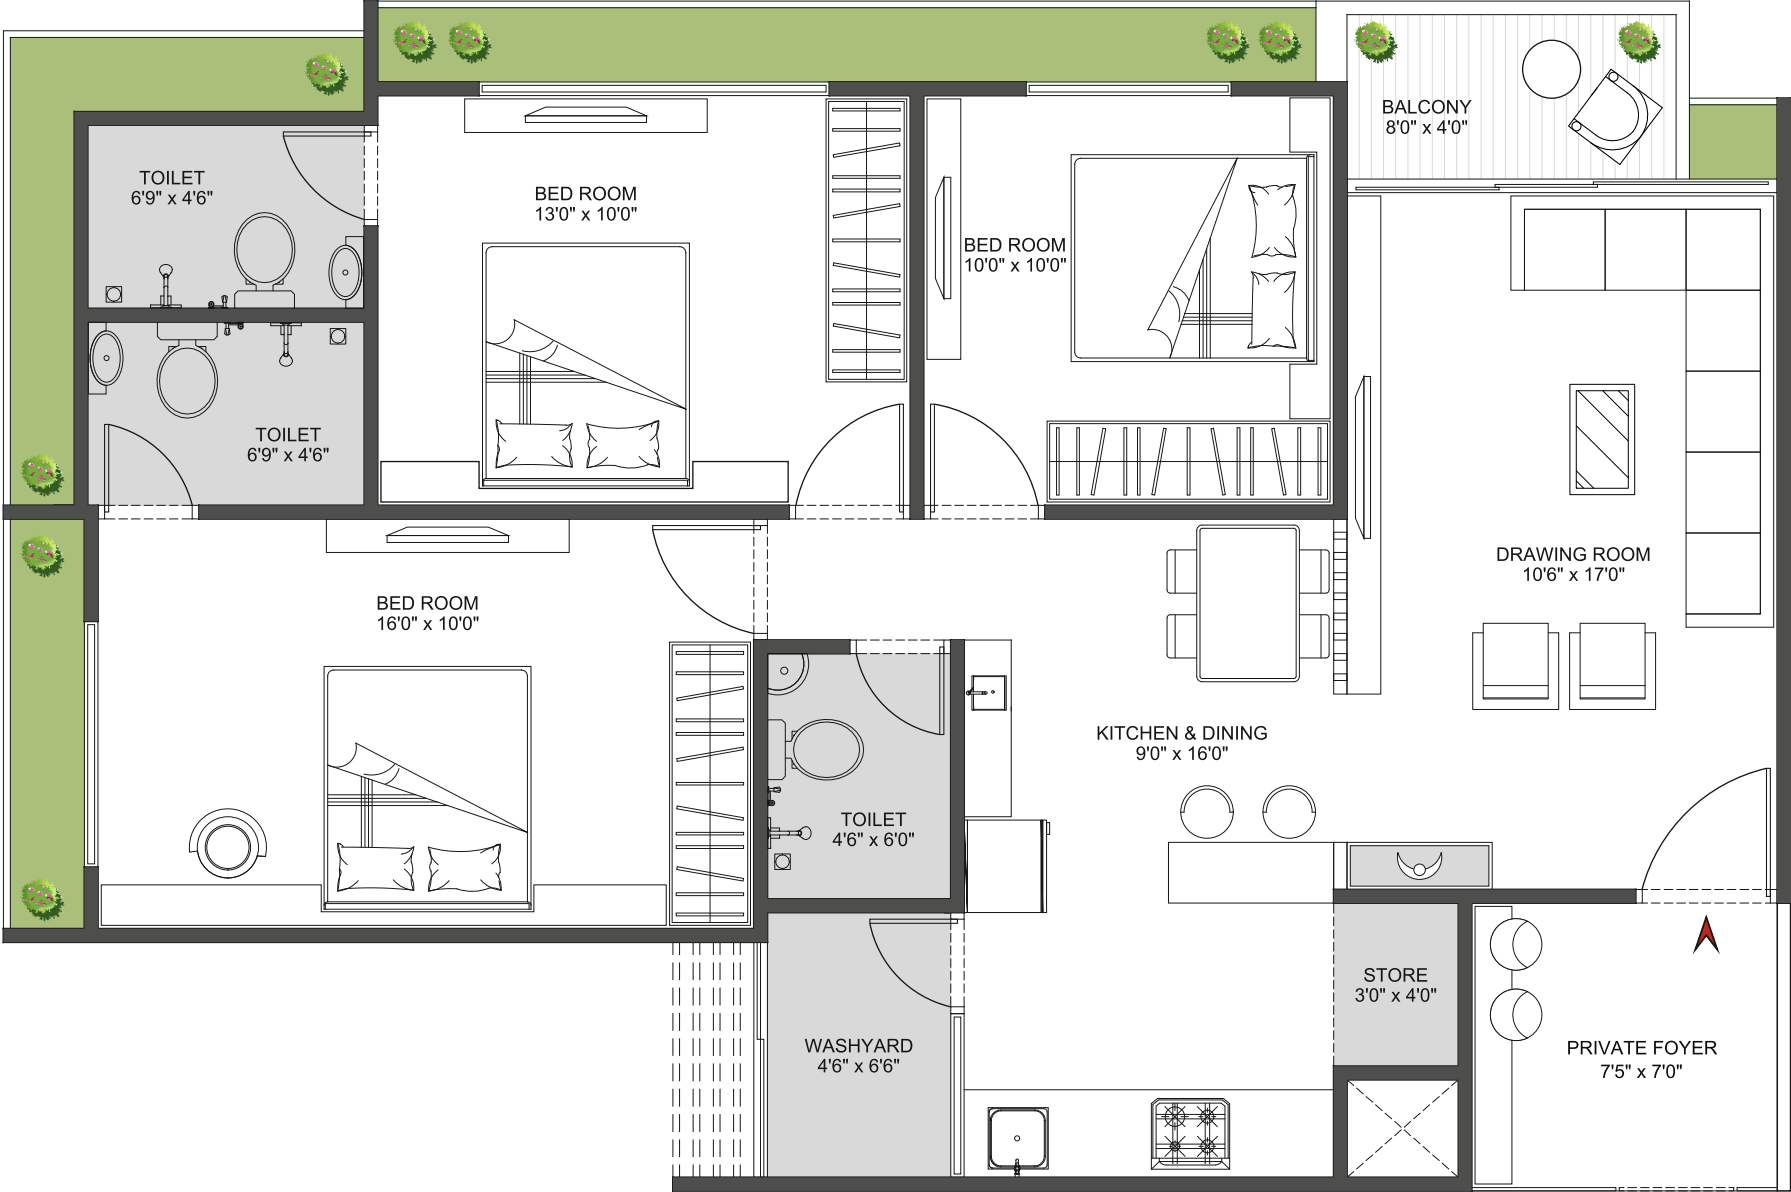 BALCONY
8'0" x 4'0"
TOILET
6'9" x 4'6"
BED ROOM
13'0" x 10'0"
BED ROOM
10'0" x 10'0"
TOILET
6'9" x 4'6"
DRAWING ROOM
10'6" x 17'0"
BED ROOM
16'0" x 10'0"
KITCHEN & DINING
9'0" x 16'0"
TOILET
4'6" x 6'0"
STORE
3'0" x 4'0"
WASHYARD
4'6" x 6'6"
PRIVATE FOYER
7'5" x 7'0"